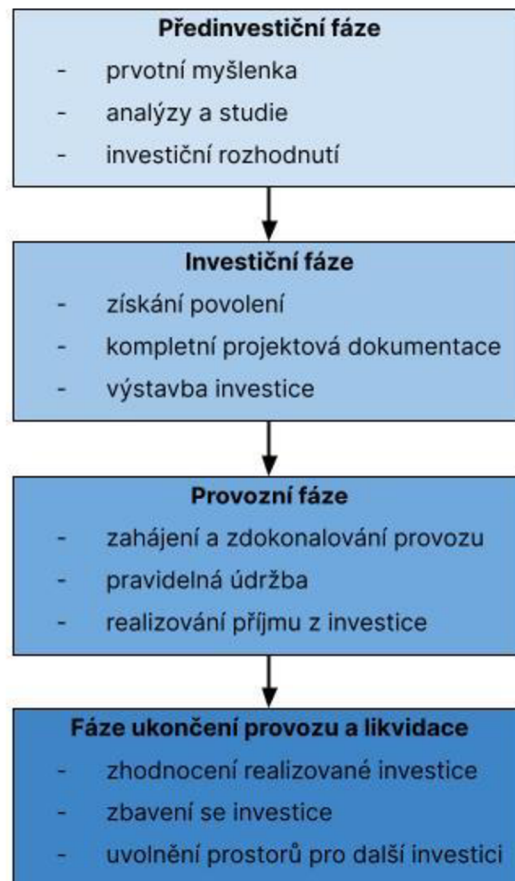 Předinvestiční fáze
- prvotní myšlenka
- analýzy a studie
- investiční rozhodnutí
Investiční fáze
- získání povolení
- kompletní projektová dokumentace
- výstavba investice
Provozní fáze
- zahájení a zdokonalování provozu
- pravidelná údržba
- realizování příjmu z investice
Fáze ukončení provozu a likvidace
- zhodnocení realizované investice
- zbavení se investice
- uvolnění prostorů pro další investici